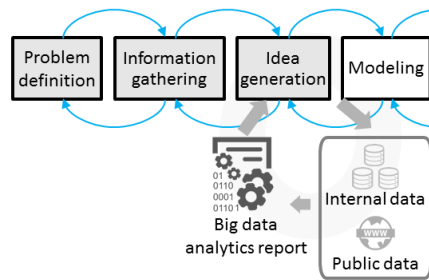 Problem
definition
Information
gathering
Idea
generation
Modeling
01
0110
0001
01101
Big data
analytics report
Internal data
WWW
Public data